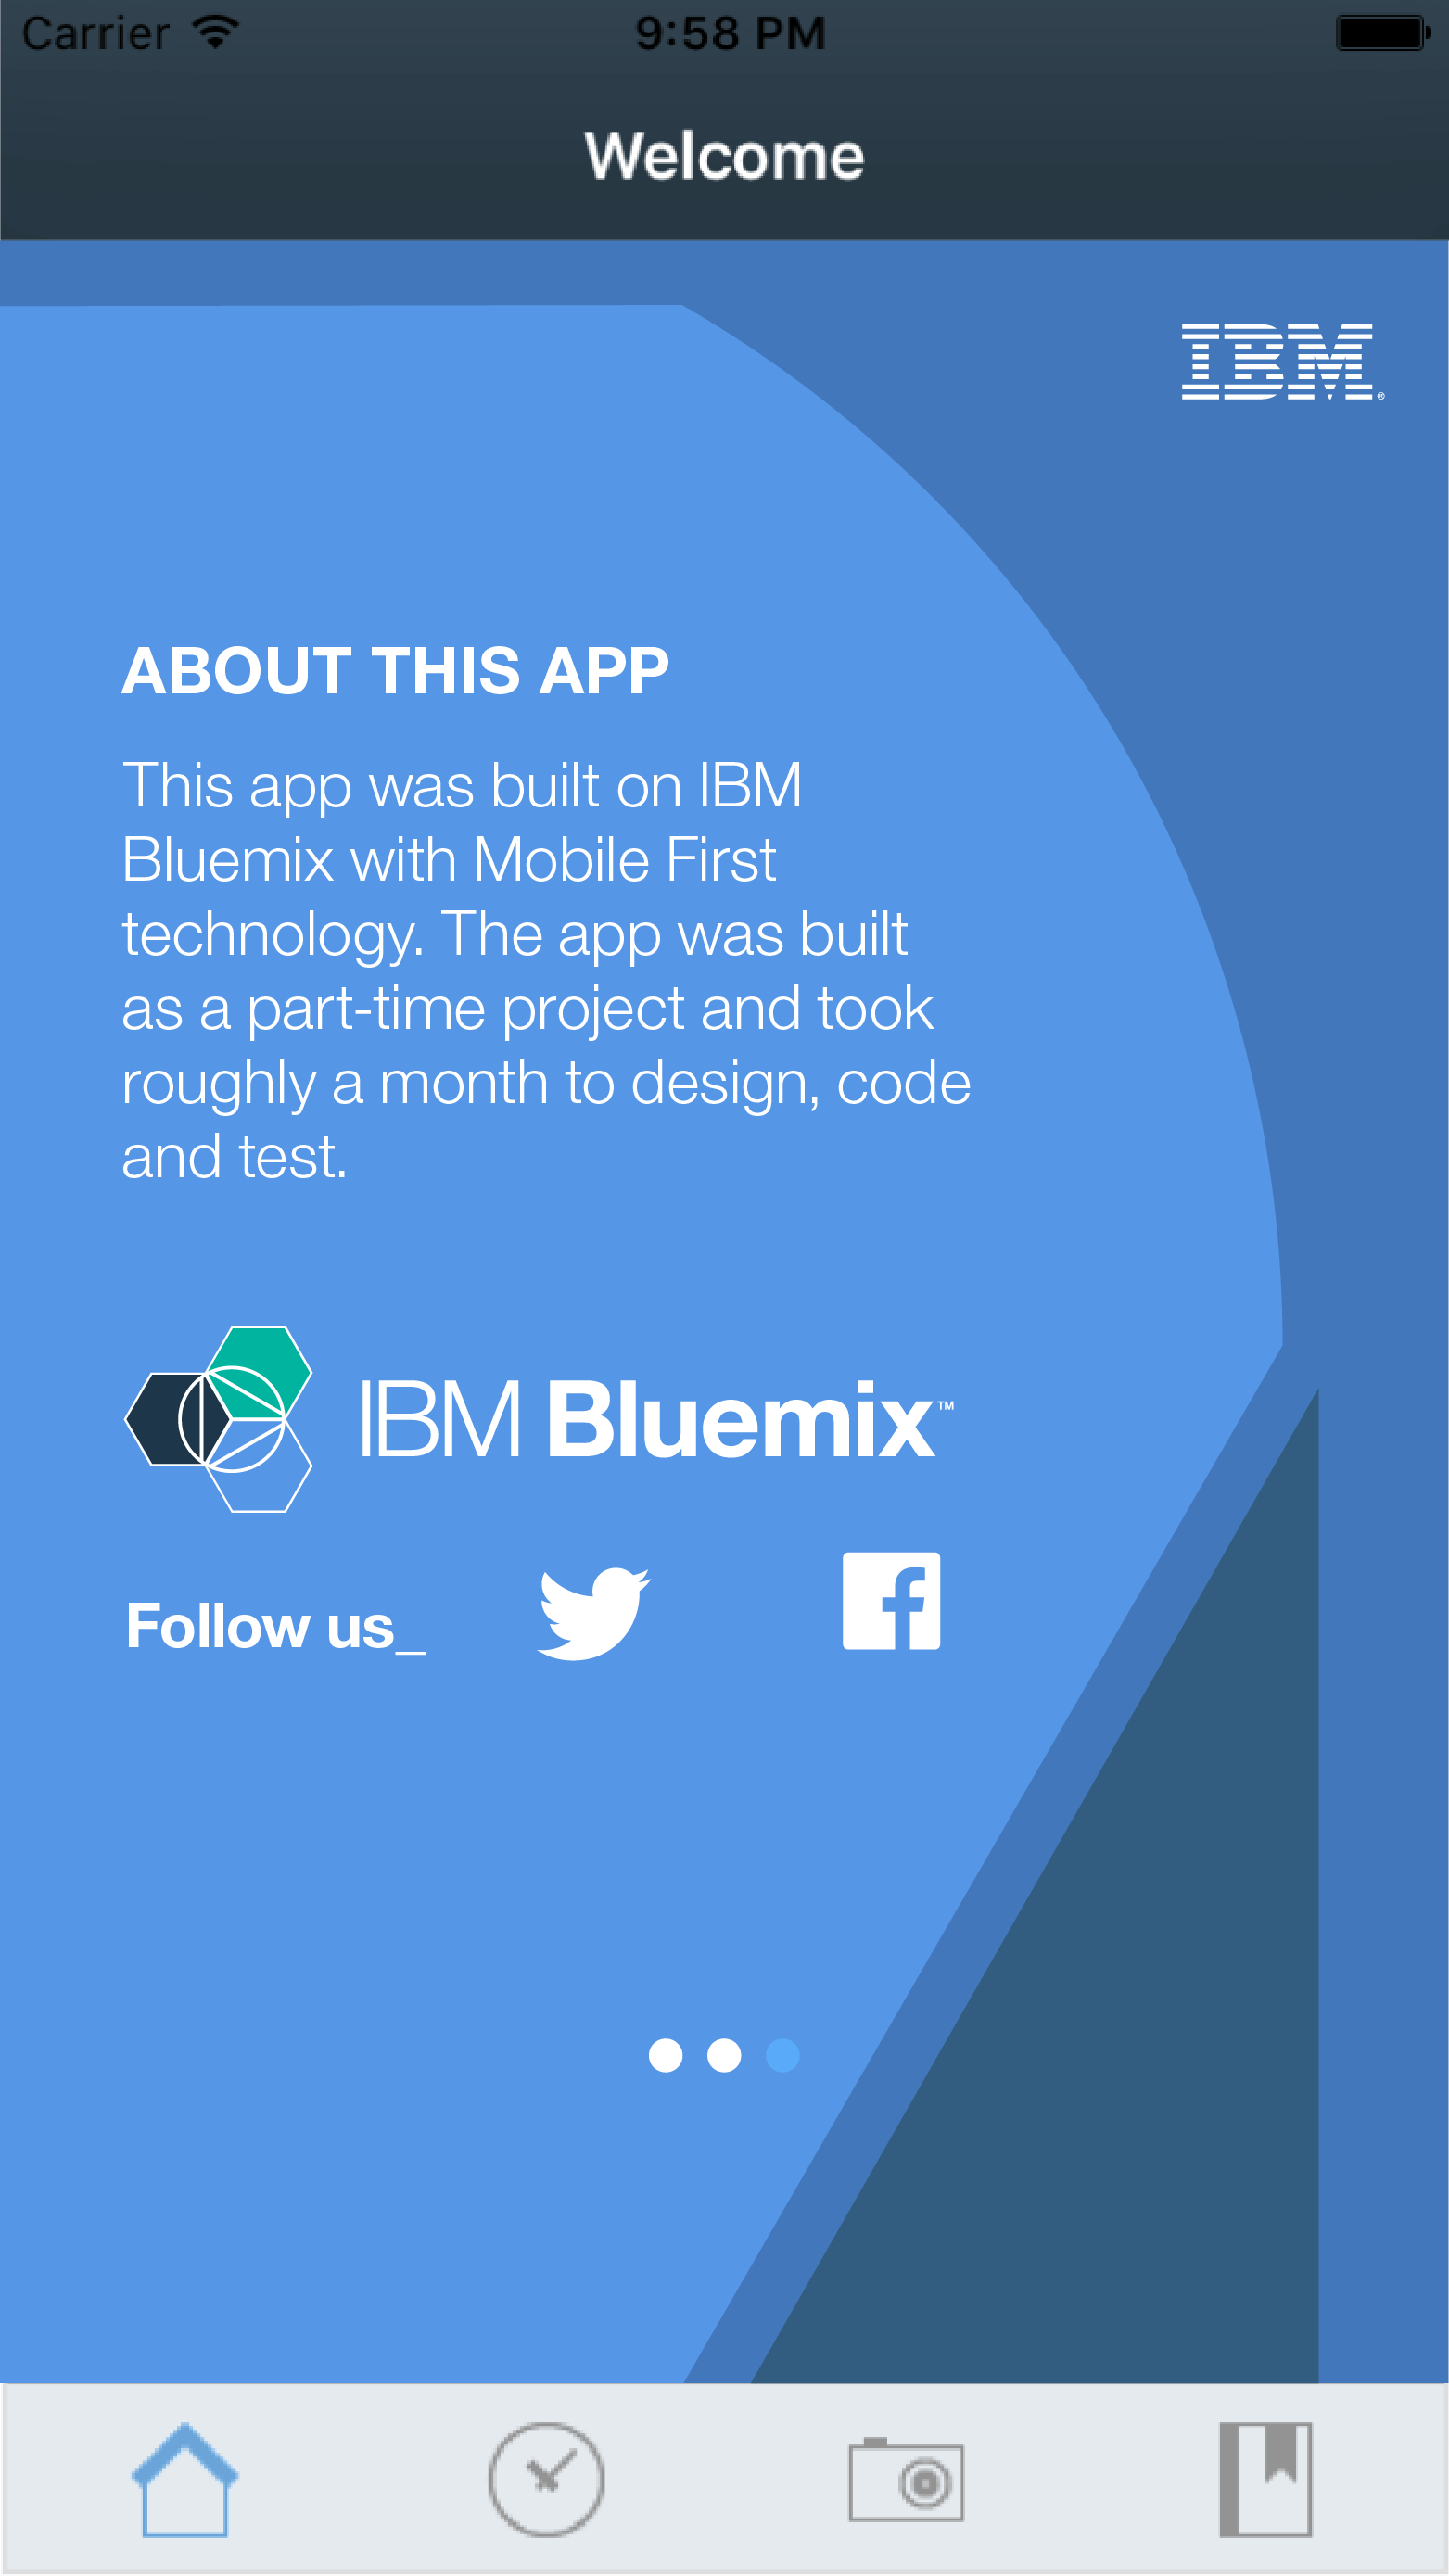 Carrier 9:58 PM
Welcome
IBM®
ABOUT THIS APP
This app was built on IBM
Bluemix with Mobile First
technology. The app was built
as a part-time project and took
roughly a month to design, code
and test.
IBM Bluemix™
Follow us_